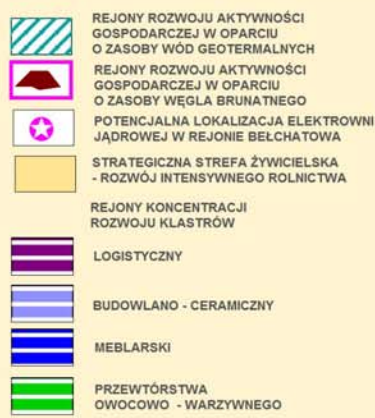 REJONY ROZWOJU AKTYWNOŚCI
GOSPODARCZEJ W OPARCIU
O ZASOBY WÓD GEOTERMALNYCH
REJONY ROZWOJU AKTYWNOŚCI
GOSPODARCZEJ W OPARCIU
O ZASOBY WĘGLA BRUNATNEGO
POTENCJALNA LOKALIZACJA ELEKTROWNI
JĄDROWEJ W REJONIE BEŁCHATOWA
STRATEGICZNA STREFA ŻYWICIELSKA
- ROZWÓJ INTENSYWNEGO ROLNICTWA
REJONY KONCENTRACJI
ROZWOJU KLASTRÓW
LOGISTYCZNY
BUDOWLANO - CERAMICZNY
MEBLARSKI
PRZEWTÓRSTWA
OWOCOWO - WARZYWNEGO